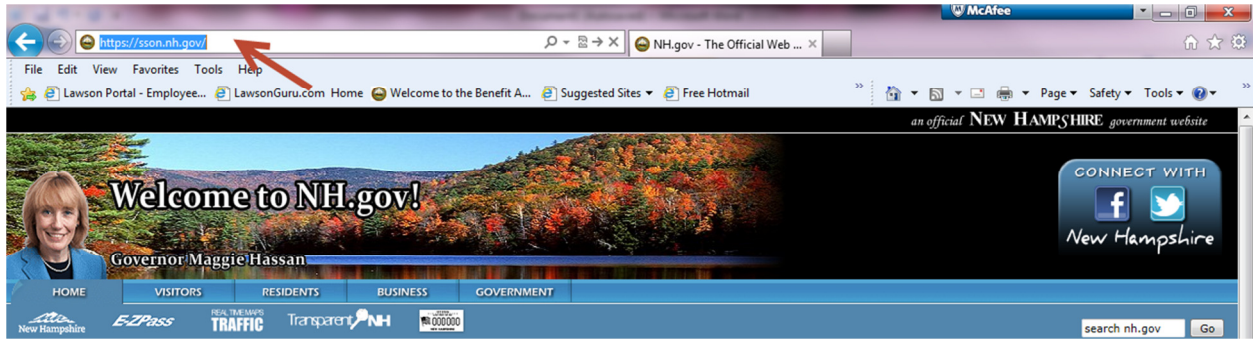 McAfee
https://sson.nh.gov/
NH.gov - The Official Web ...
File Edit View Favorites Tools Help
Lawson Portal - Employee... LawsonGuru.com Home Welcome to the Benefit A... Suggested Sites Free Hotmail Page Safety Tools
an official NEW HAMPSHIRE government website
Welcome to NH.gov!
Governor Maggie Hassan
CONNECT WITH
New Hampshire
HOME VISITORS RESIDENTS BUSINESS GOVERNMENT
New Hampshire E-ZPass REAL TIME MAPS TRAFFIC Transparent NH 000000
search nh.gov Go